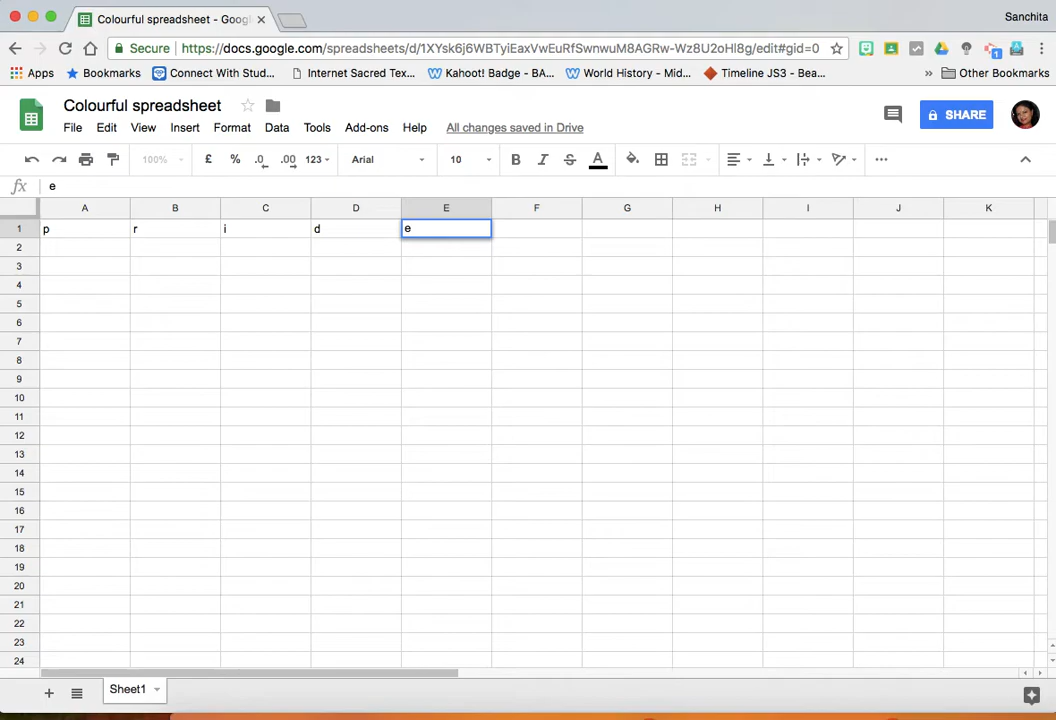 Colourful spreadsheet - Goog
Sanchita
Secure https://docs.google.com/spreadsheets/d/1XYsk6j6WBTyiEaxVwEuRfSwnwuM8AGRw-Wz8U2oHl8g/edit#gid=0
1
Apps Bookmarks Connect With Stud... Internet Sacred Tex... Kahoot! Badge - BA... World History - Mid... Timeline JS3 - Bea... » Other Bookmarks
Colourful spreadsheet
File Edit View Insert Format Data Tools Add-ons Help All changes saved in Drive
SHARE
100% £ % .0 .00 123 Arial 10 B I S A
fx e
A B C D E F G H I J K
1 p r i d e
2
3
4
5
6
7
8
9
10
11
12
13
14
15
16
17
18
19
20
21
22
23
24
Sheet1